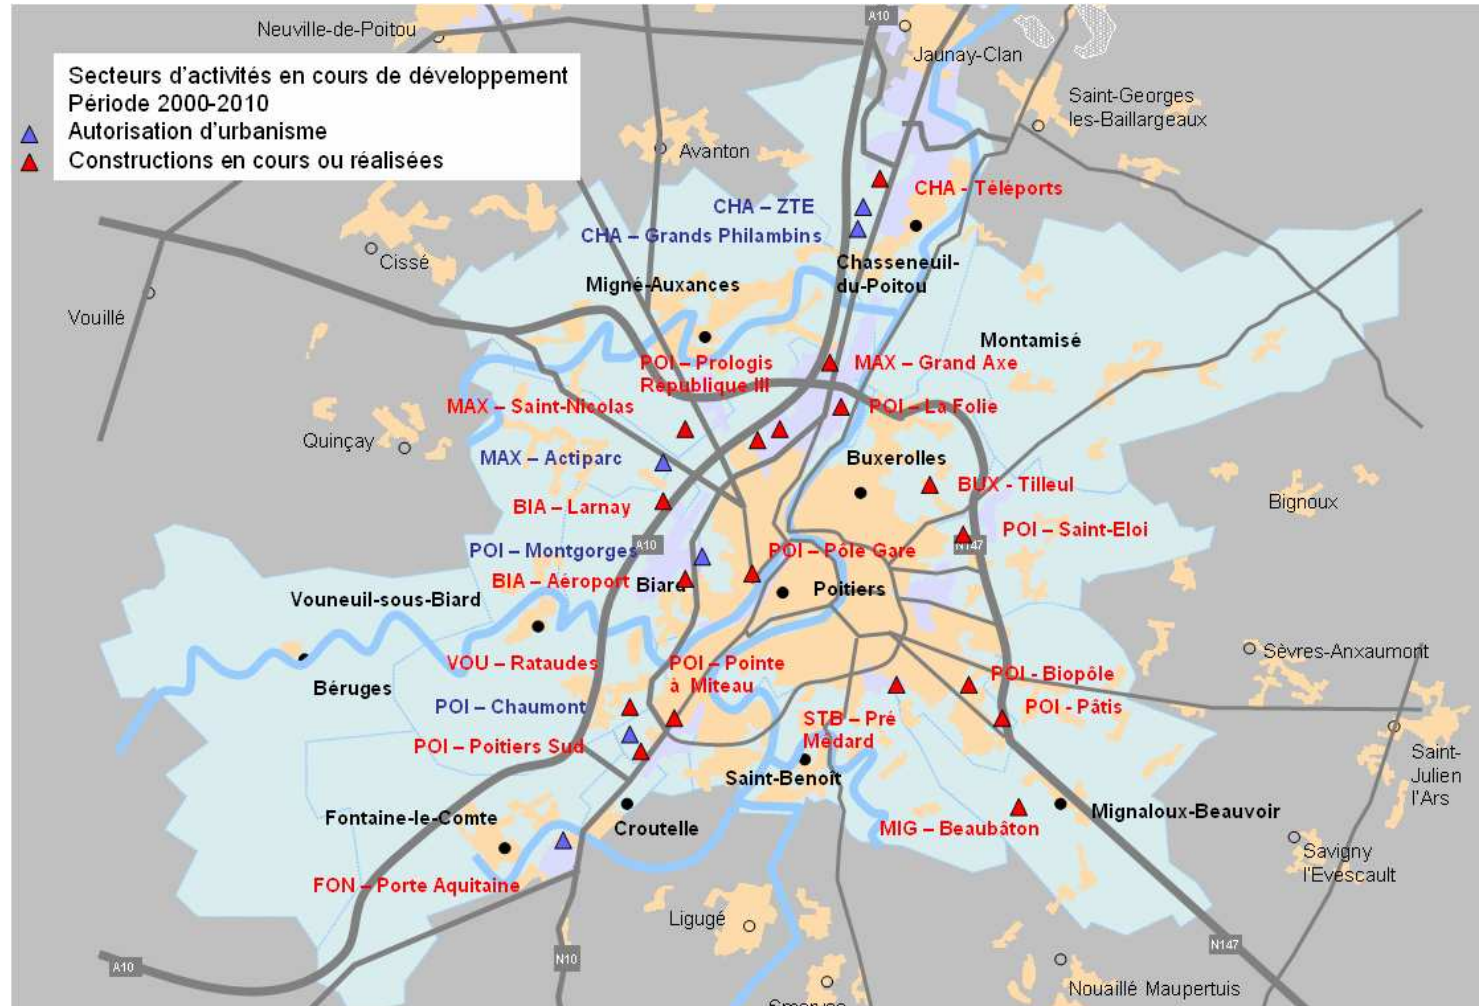 A10
Neuville-de-Poitou
Jaunay-Clan
Secteurs d'activités en cours de développement
Période 2000-2010
Autorisation d'urbanisme
Constructions en cours ou réalisées
Saint-Georges
les-Baillargeaux
Avanton
CHA - Téléports
CHA – ZTE
CHA – Grands Philambins
Cissé
Chasseneuil-
du-Poitou
Migné-Auxances
Vouillé
Montamisé
POI – Prologis
République III
MAX – Grand Axe
MAX – Saint-Nicolas
POI – La Folie
Quinçay
MAX – Actiparc
Buxerolles
BUX - Tilleul
Bignoux
BIA – Larnay
POI – Saint-Eloi
A10
N147
POI – Montgorges
POI – Pôle Gare
BIA – Aéroport
Biard
Poitiers
Vouneuil-sous-Biard
Sèvres-Anxaumont
VOU – Rataudes
POI – Pointe
à Miteau
POI - Biopôle
Béruges
POI – Chaumont
POI - Pâtis
STB – Pré
Médard
POI – Poitiers Sud
Saint-
Julien
l'Ars
Saint-Benoît
Fontaine-le-Comte
Croutelle
Mignaloux-Beauvoir
MIG – Beaubâton
Savigny
l'Evescault
FON – Porte Aquitaine
Ligugé
N147
A10
N10
Nouaillé Maupertuis